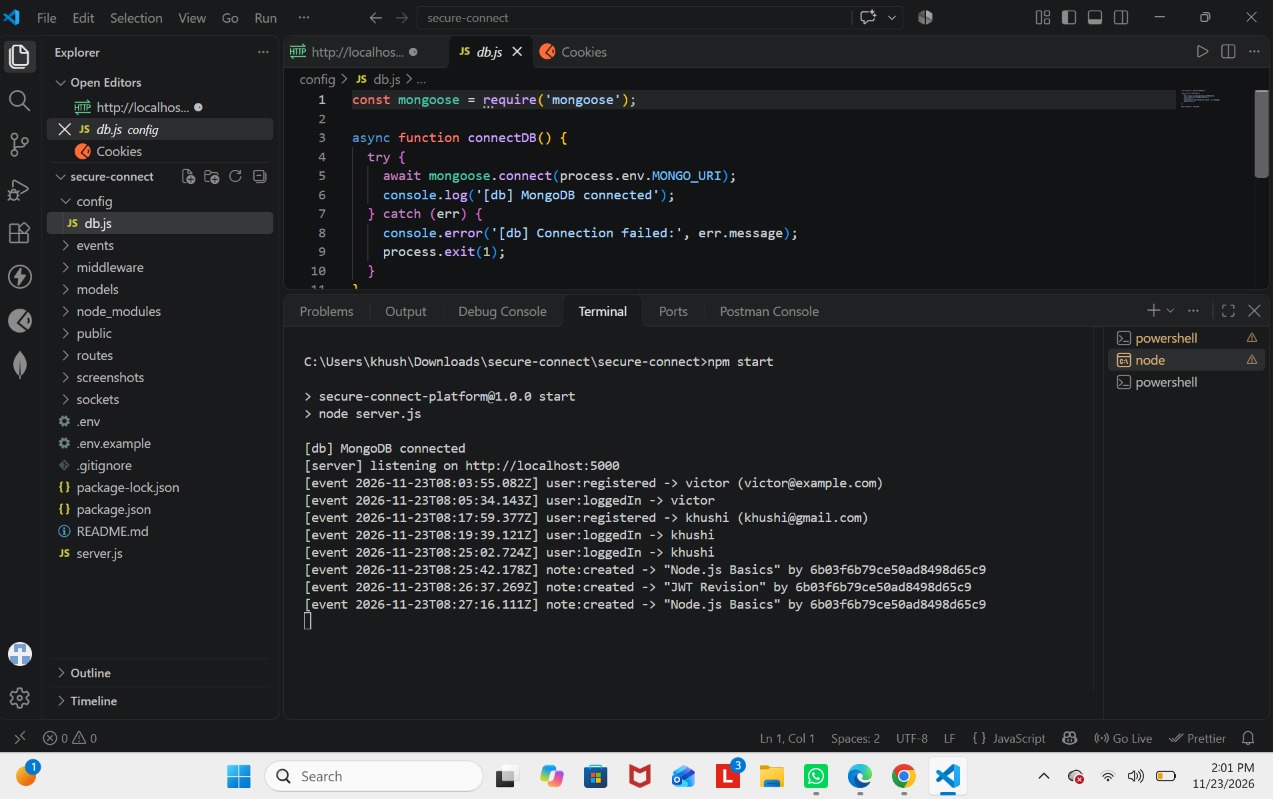 File Edit Selection View Go Run ··· secure-connect
Explorer ···
Open Editors
http://localhos... ●
JS db.js config
Cookies
secure-connect
config
JS db.js
events
middleware
models
node_modules
public
routes
screenshots
sockets
.env
.env.example
.gitignore
{} package-lock.json
{} package.json
README.md
JS server.js
Outline
Timeline
HTTP http://localhos... ● JS db.js Cookies
config > JS db.js > ...
1 const mongoose = require('mongoose');
2
3 async function connectDB() {
4 try {
5 await mongoose.connect(process.env.MONGO_URI);
6 console.log('[db] MongoDB connected');
7 } catch (err) {
8 console.error('[db] Connection failed:', err.message);
9 process.exit(1);
10 }
11 }
Problems Output Debug Console Terminal Ports Postman Console
C:\Users\khush\Downloads\secure-connect\secure-connect>npm start
> secure-connect-platform@1.0.0 start
> node server.js
[db] MongoDB connected
[server] listening on http://localhost:5000
[event 2026-11-23T08:03:55.082Z] user:registered -> victor (victor@example.com)
[event 2026-11-23T08:05:34.143Z] user:loggedIn -> victor
[event 2026-11-23T08:17:59.377Z] user:registered -> khushi (khushi@gmail.com)
[event 2026-11-23T08:19:39.121Z] user:loggedIn -> khushi
[event 2026-11-23T08:25:02.724Z] user:loggedIn -> khushi
[event 2026-11-23T08:25:42.178Z] note:created -> "Node.js Basics" by 6b03f6b79ce50ad8498d65c9
[event 2026-11-23T08:26:37.269Z] note:created -> "JWT Revision" by 6b03f6b79ce50ad8498d65c9
[event 2026-11-23T08:27:16.111Z] note:created -> "Node.js Basics" by 6b03f6b79ce50ad8498d65c9
powershell
node
powershell
0 0 Ln 1, Col 1 Spaces: 2 UTF-8 LF {} JavaScript Go Live Prettier
1 Search L 3 2:01 PM
11/23/2026